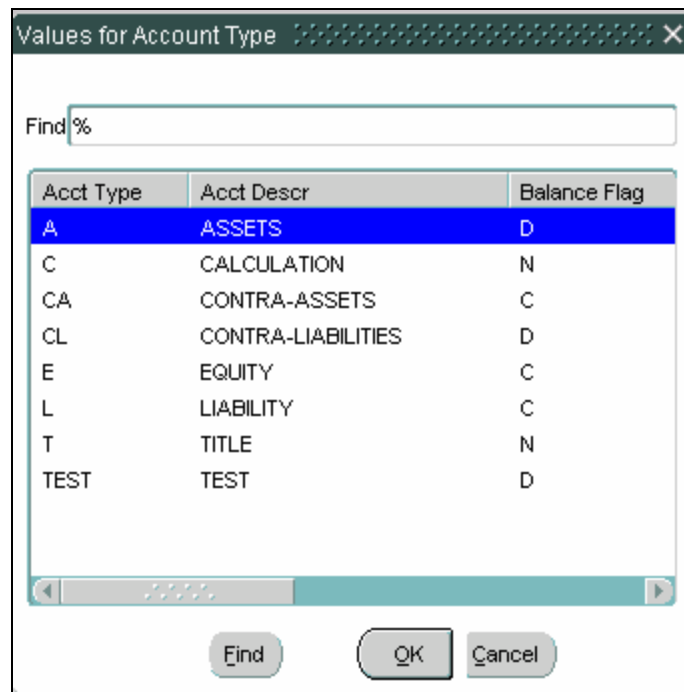 Values for Account Type
Find %
Acct Type Acct Descr Balance Flag
A ASSETS D
C CALCULATION N
CA CONTRA-ASSETS C
CL CONTRA-LIABILITIES D
E EQUITY C
L LIABILITY C
T TITLE N
TEST TEST D
Find OK Cancel